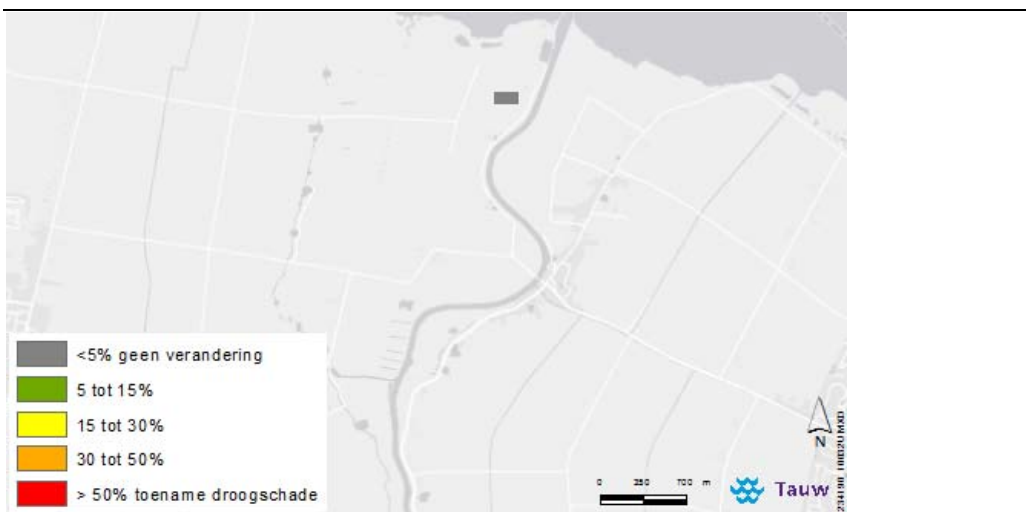 <5% geen verandering
5 tot 15%
15 tot 30%
30 tot 50%
> 50% toename droogschade
N
0 350 700 m
Tauw